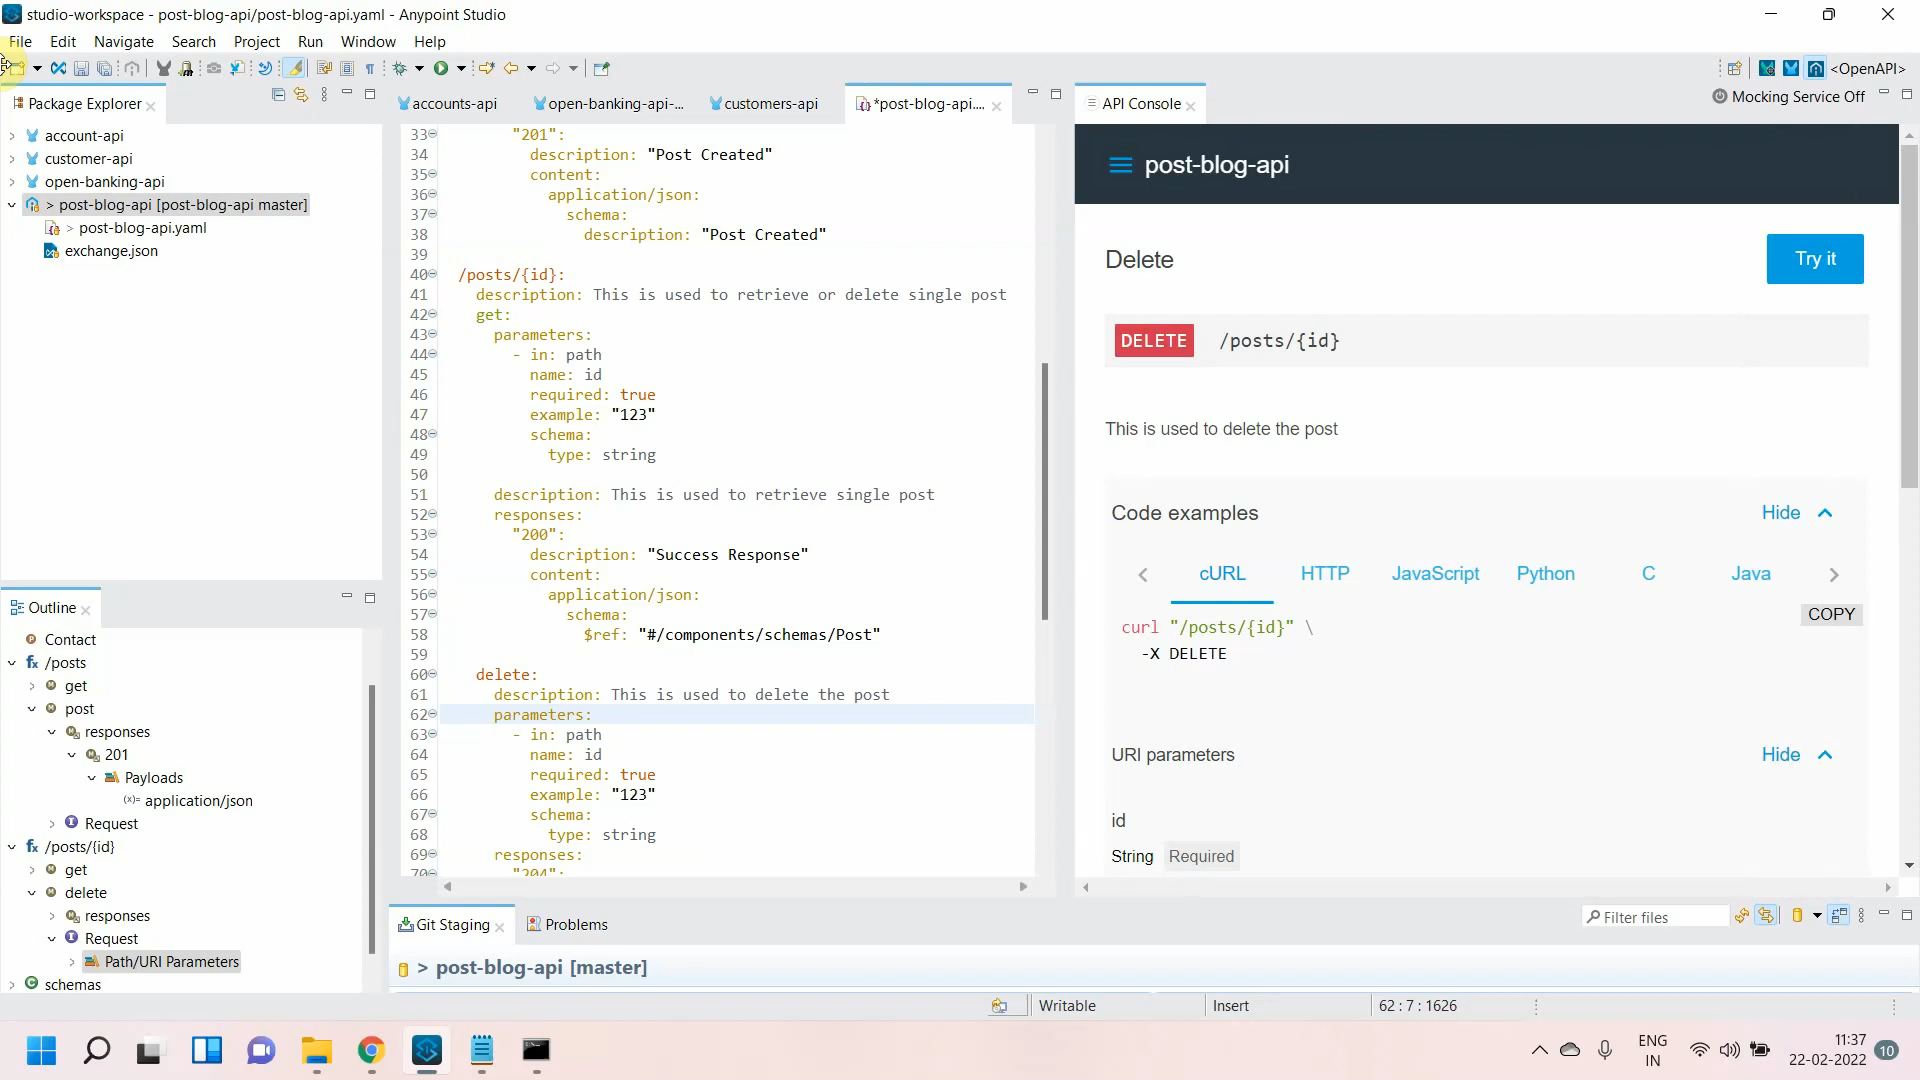 studio-workspace - post-blog-api/post-blog-api.yaml - Anypoint Studio
File Edit Navigate Search Project Run Window Help
<OpenAPI>
Package Explorer
account-api
customer-api
open-banking-api
> post-blog-api [post-blog-api master]
> post-blog-api.yaml
exchange.json
Outline
Contact
/posts
get
post
responses
201
Payloads
(x)= application/json
Request
/posts/{id}
get
delete
responses
Request
Path/URI Parameters
schemas
accounts-api open-banking-api-... customers-api *post-blog-api....
33 "201":
34 description: "Post Created"
35 content:
36 application/json:
37 schema:
38 description: "Post Created"
39
40 /posts/{id}:
41 description: This is used to retrieve or delete single post
42 get:
43 parameters:
44 - in: path
45 name: id
46 required: true
47 example: "123"
48 schema:
49 type: string
50
51 description: This is used to retrieve single post
52 responses:
53 "200":
54 description: "Success Response"
55 content:
56 application/json:
57 schema:
58 $ref: "#/components/schemas/Post"
59
60 delete:
61 description: This is used to delete the post
62 parameters:
63 - in: path
64 name: id
65 required: true
66 example: "123"
67 schema:
68 type: string
69 responses:
70 "204":
API Console
Mocking Service Off
post-blog-api
Delete
Try it
DELETE /posts/{id}
This is used to delete the post
Code examples
Hide
cURL HTTP JavaScript Python C Java
COPY
curl "/posts/{id}" \
-X DELETE
URI parameters
Hide
id
String Required
Git Staging Problems
Filter files
> post-blog-api [master]
Writable Insert 62 : 7 : 1626
ENG
IN
11:37
22-02-2022
10